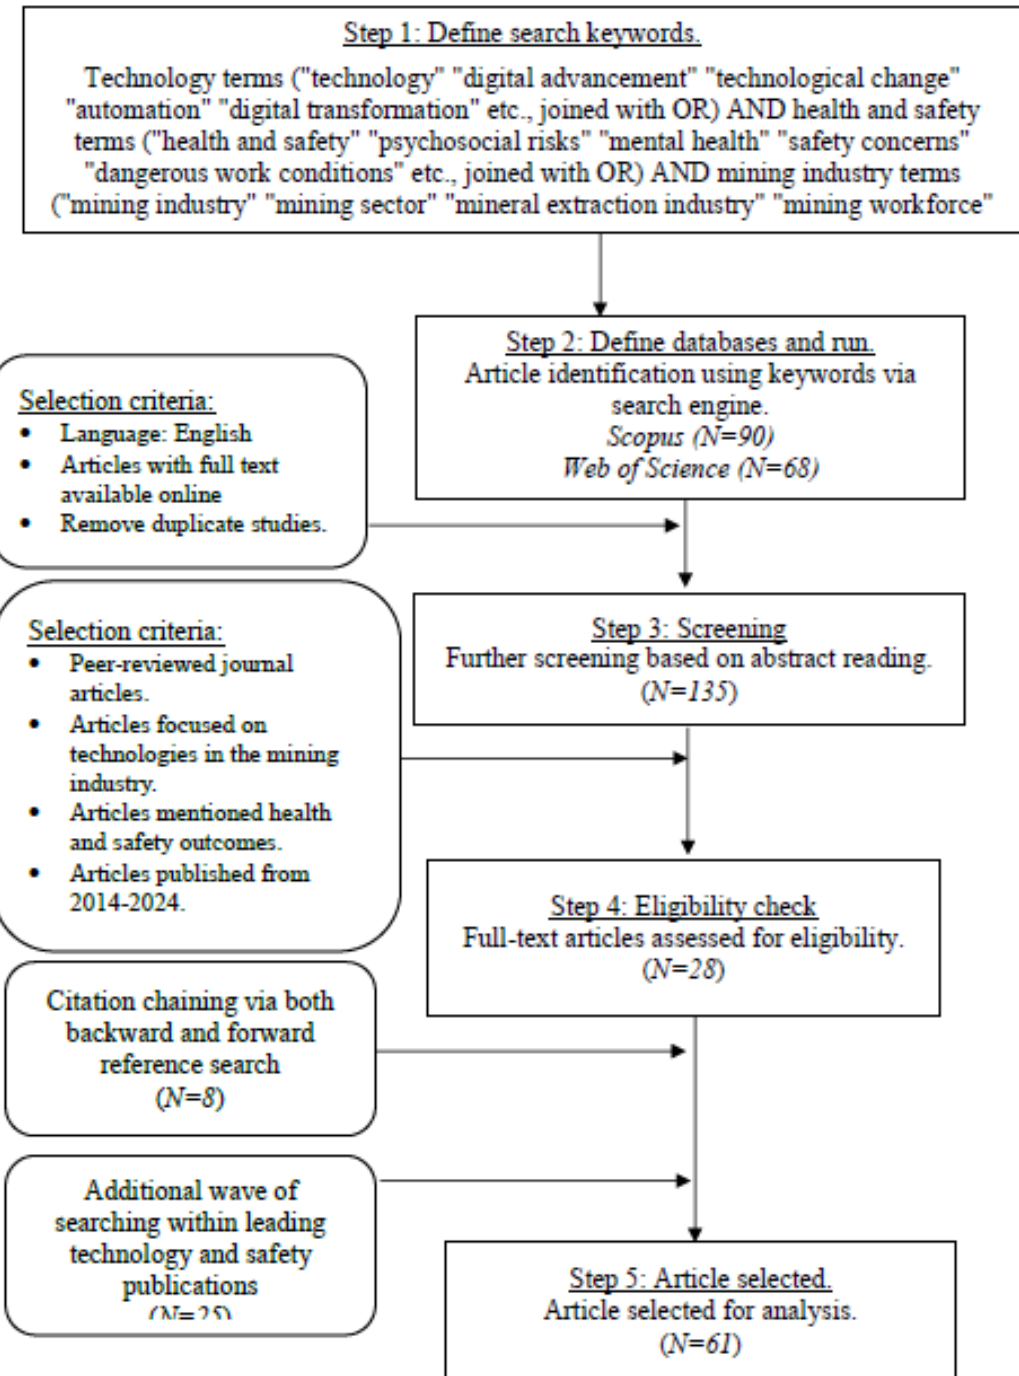 Step 1: Define search keywords.
Technology terms ("technology" "digital advancement" "technological change"
"automation" "digital transformation" etc., joined with OR) AND health and safety
terms ("health and safety" "psychosocial risks" "mental health" "safety concerns"
"dangerous work conditions" etc., joined with OR) AND mining industry terms
("mining industry" "mining sector" "mineral extraction industry" "mining workforce"
Step 2: Define databases and run.
Article identification using keywords via
search engine.
Scopus (N=90)
Web of Science (N=68)
Selection criteria:
• Language: English
• Articles with full text
available online
• Remove duplicate studies.
Step 3: Screening
Further screening based on abstract reading.
(N=135)
Selection criteria:
• Peer-reviewed journal
articles.
• Articles focused on
technologies in the mining
industry.
• Articles mentioned health
and safety outcomes.
• Articles published from
2014-2024.
Step 4: Eligibility check
Full-text articles assessed for eligibility.
(N=28)
Citation chaining via both
backward and forward
reference search
(N=8)
Additional wave of
searching within leading
technology and safety
publications
(N=25)
Step 5: Article selected.
Article selected for analysis.
(N=61)